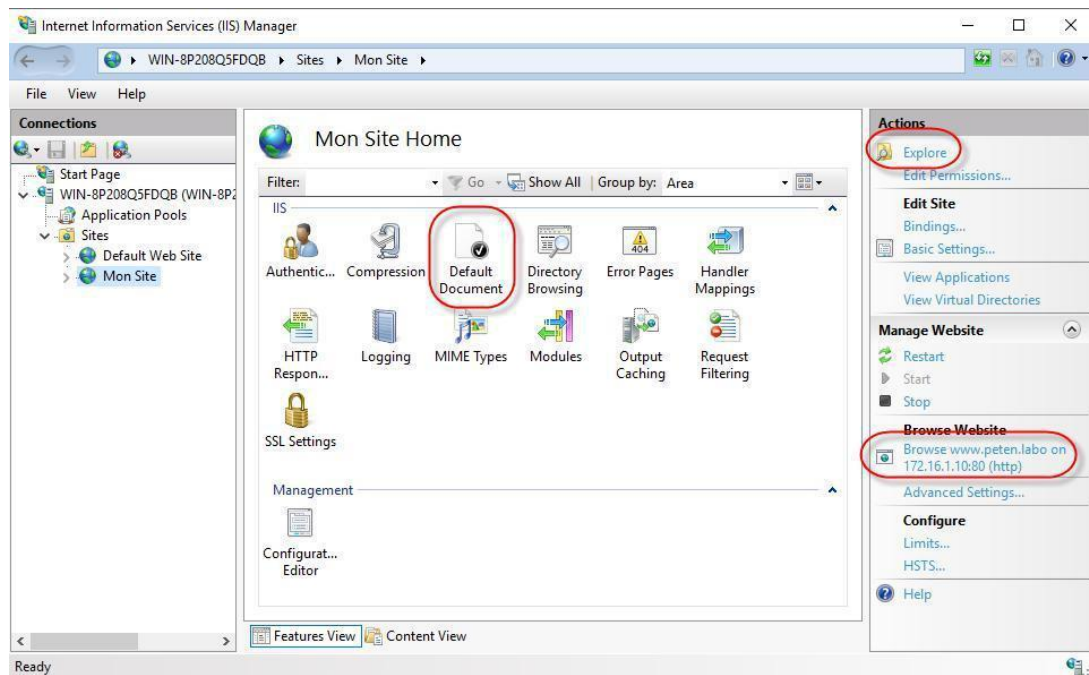 Internet Information Services (IIS) Manager
WIN-8P208Q5FDQB
Sites
Mon Site
File View Help
Connections
Start Page
WIN-8P208Q5FDQB (WIN-8P2
Application Pools
Sites
Default Web Site
Mon Site
Mon Site Home
Filter: Go Show All Group by: Area
IIS
Authentic... Compression Default Document Directory Browsing Error Pages Handler Mappings
HTTP Respon... Logging MIME Types Modules Output Caching Request Filtering
SSL Settings
Management
Configurat... Editor
Features View Content View
Actions
Explore
Edit Permissions...
Edit Site
Bindings...
Basic Settings...
View Applications
View Virtual Directories
Manage Website
Restart
Start
Stop
Browse Website
Browse www.peten.labo on
172.16.1.10:80 (http)
Advanced Settings...
Configure
Limits...
HSTS...
Help
Ready